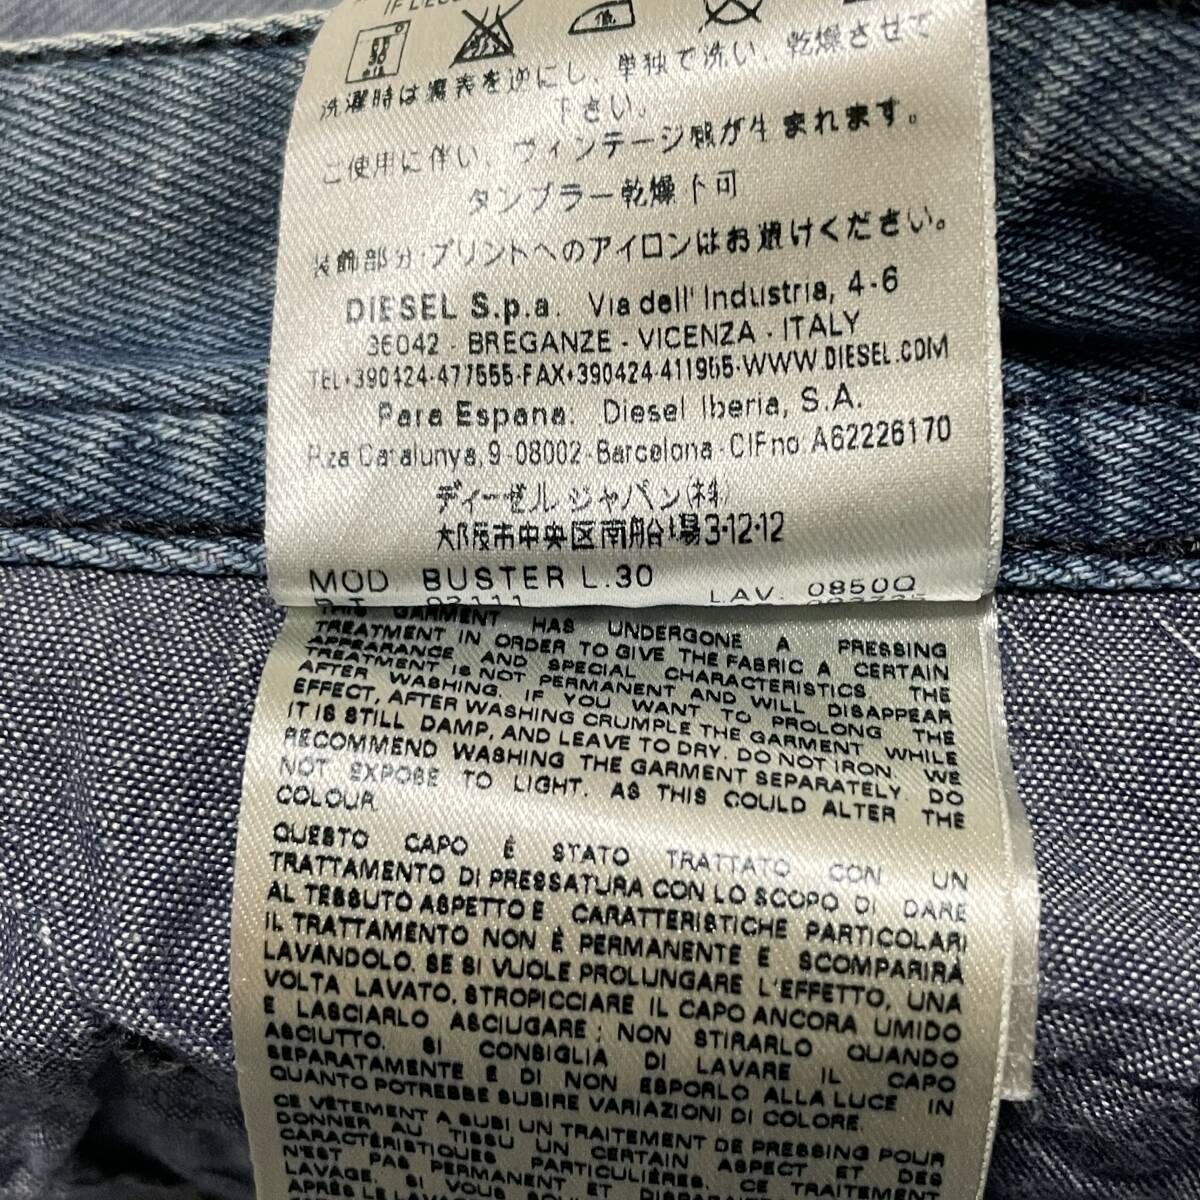 洗濯時は裏表を逆にし、単独で洗い、乾燥させて
下さい。
ご使用に伴い、ヴィンテージ感が生まれます。
タンブラー乾燥不可
装飾部分・プリントへのアイロンはお避けください。
DIESEL S.p.a. Via dell' Industria, 4-6
36042 - BREGANZE - VICENZA - ITALY
TEL+390424-477555-FAX+390424-411955-WWW.DIESEL.COM
Para Espana. Diesel Iberia, S.A.
P.za Catalunya,9-08002-Barcelona-CIF no.A62226170
ディーゼル ジャパン(株)
大阪市中央区南船場3-12-12
MOD BUSTER L.30 LAV. 0850Q
THIS GARMENT HAS UNDERGONE A PRESSING
TREATMENT IN ORDER TO GIVE THE FABRIC A CERTAIN
APPEARANCE AND SPECIAL CHARACTERISTICS. THE
TREATMENT IS NOT PERMANENT AND WILL DISAPPEAR
AFTER WASHING. IF YOU WANT TO PROLONG THE
EFFECT, AFTER WASHING CRUMPLE THE GARMENT WHILE
IT IS STILL DAMP, AND LEAVE TO DRY. DO NOT IRON. WE
RECOMMEND WASHING THE GARMENT SEPARATELY. DO
NOT EXPOSE TO LIGHT. AS THIS COULD ALTER THE
COLOUR.
QUESTO CAPO È STATO TRATTATO CON UN
TRATTAMENTO DI PRESSATURA CON LO SCOPO DI DARE
AL TESSUTO ASPETTO E CARATTERISTICHE PARTICOLARI
IL TRATTAMENTO NON È PERMANENTE E SCOMPARIRÀ
LAVANDOLO. SE SI VUOLE PROLUNGARE L'EFFETTO, UNA
VOLTA LAVATO, STROPICCIARE IL CAPO ANCORA UMIDO
E LASCIARLO ASCIUGARE; NON STIRARLO QUANDO
ASCIUTTO. SI CONSIGLIA DI LAVARE IL CAPO
SEPARATAMENTE E DI NON ESPORLO ALLA LUCE IN
QUANTO POTREBBE SUBIRE VARIAZIONI DI COLORE.
CE VÊTEMENT A SUBI UN TRAITEMENT DE PRESSING POUR
DONNER AU TISSU UN CERTAIN ASPECT ET DES
CARACTÉRISTIQUES PARTICULIÈRES. CE TRAITEMENT
N'EST PAS PERMANENT ET DISPARAÎTRA
LAVAGE. SI VOUS